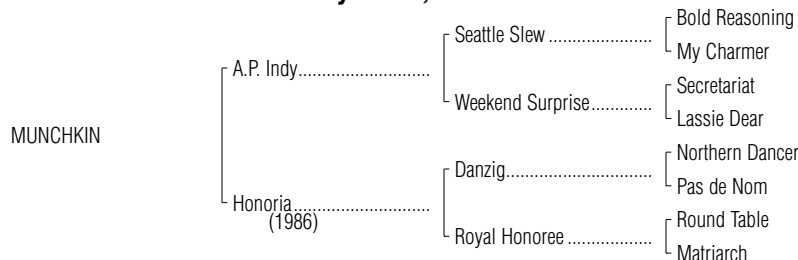 Seattle Slew
Bold Reasoning
My Charmer
A.P. Indy
Weekend Surprise
Secretariat
Lassie Dear
MUNCHKIN
Honoria
(1986)
Danzig
Northern Dancer
Pas de Nom
Royal Honoree
Round Table
Matriarch